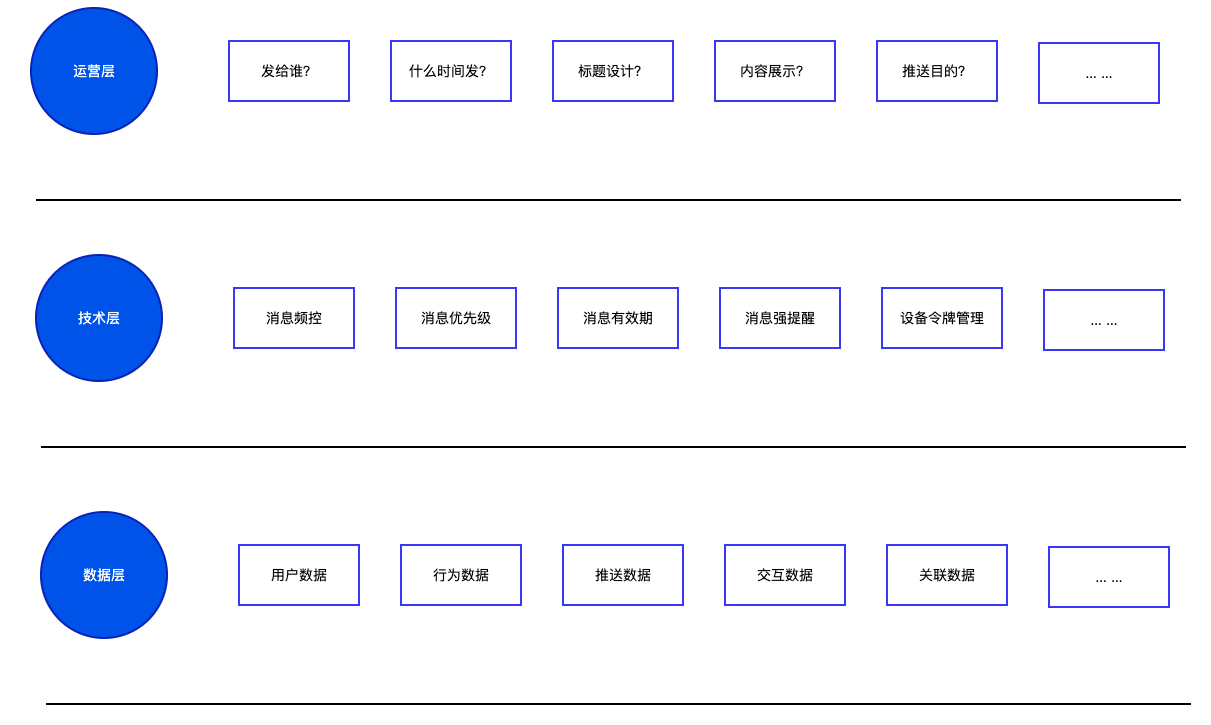 运营层
发给谁?
什么时间发?
标题设计?
内容展示?
推送目的?
... ...
技术层
消息频控
消息优先级
消息有效期
消息强提醒
设备令牌管理
... ...
数据层
用户数据
行为数据
推送数据
交互数据
关联数据
... ...